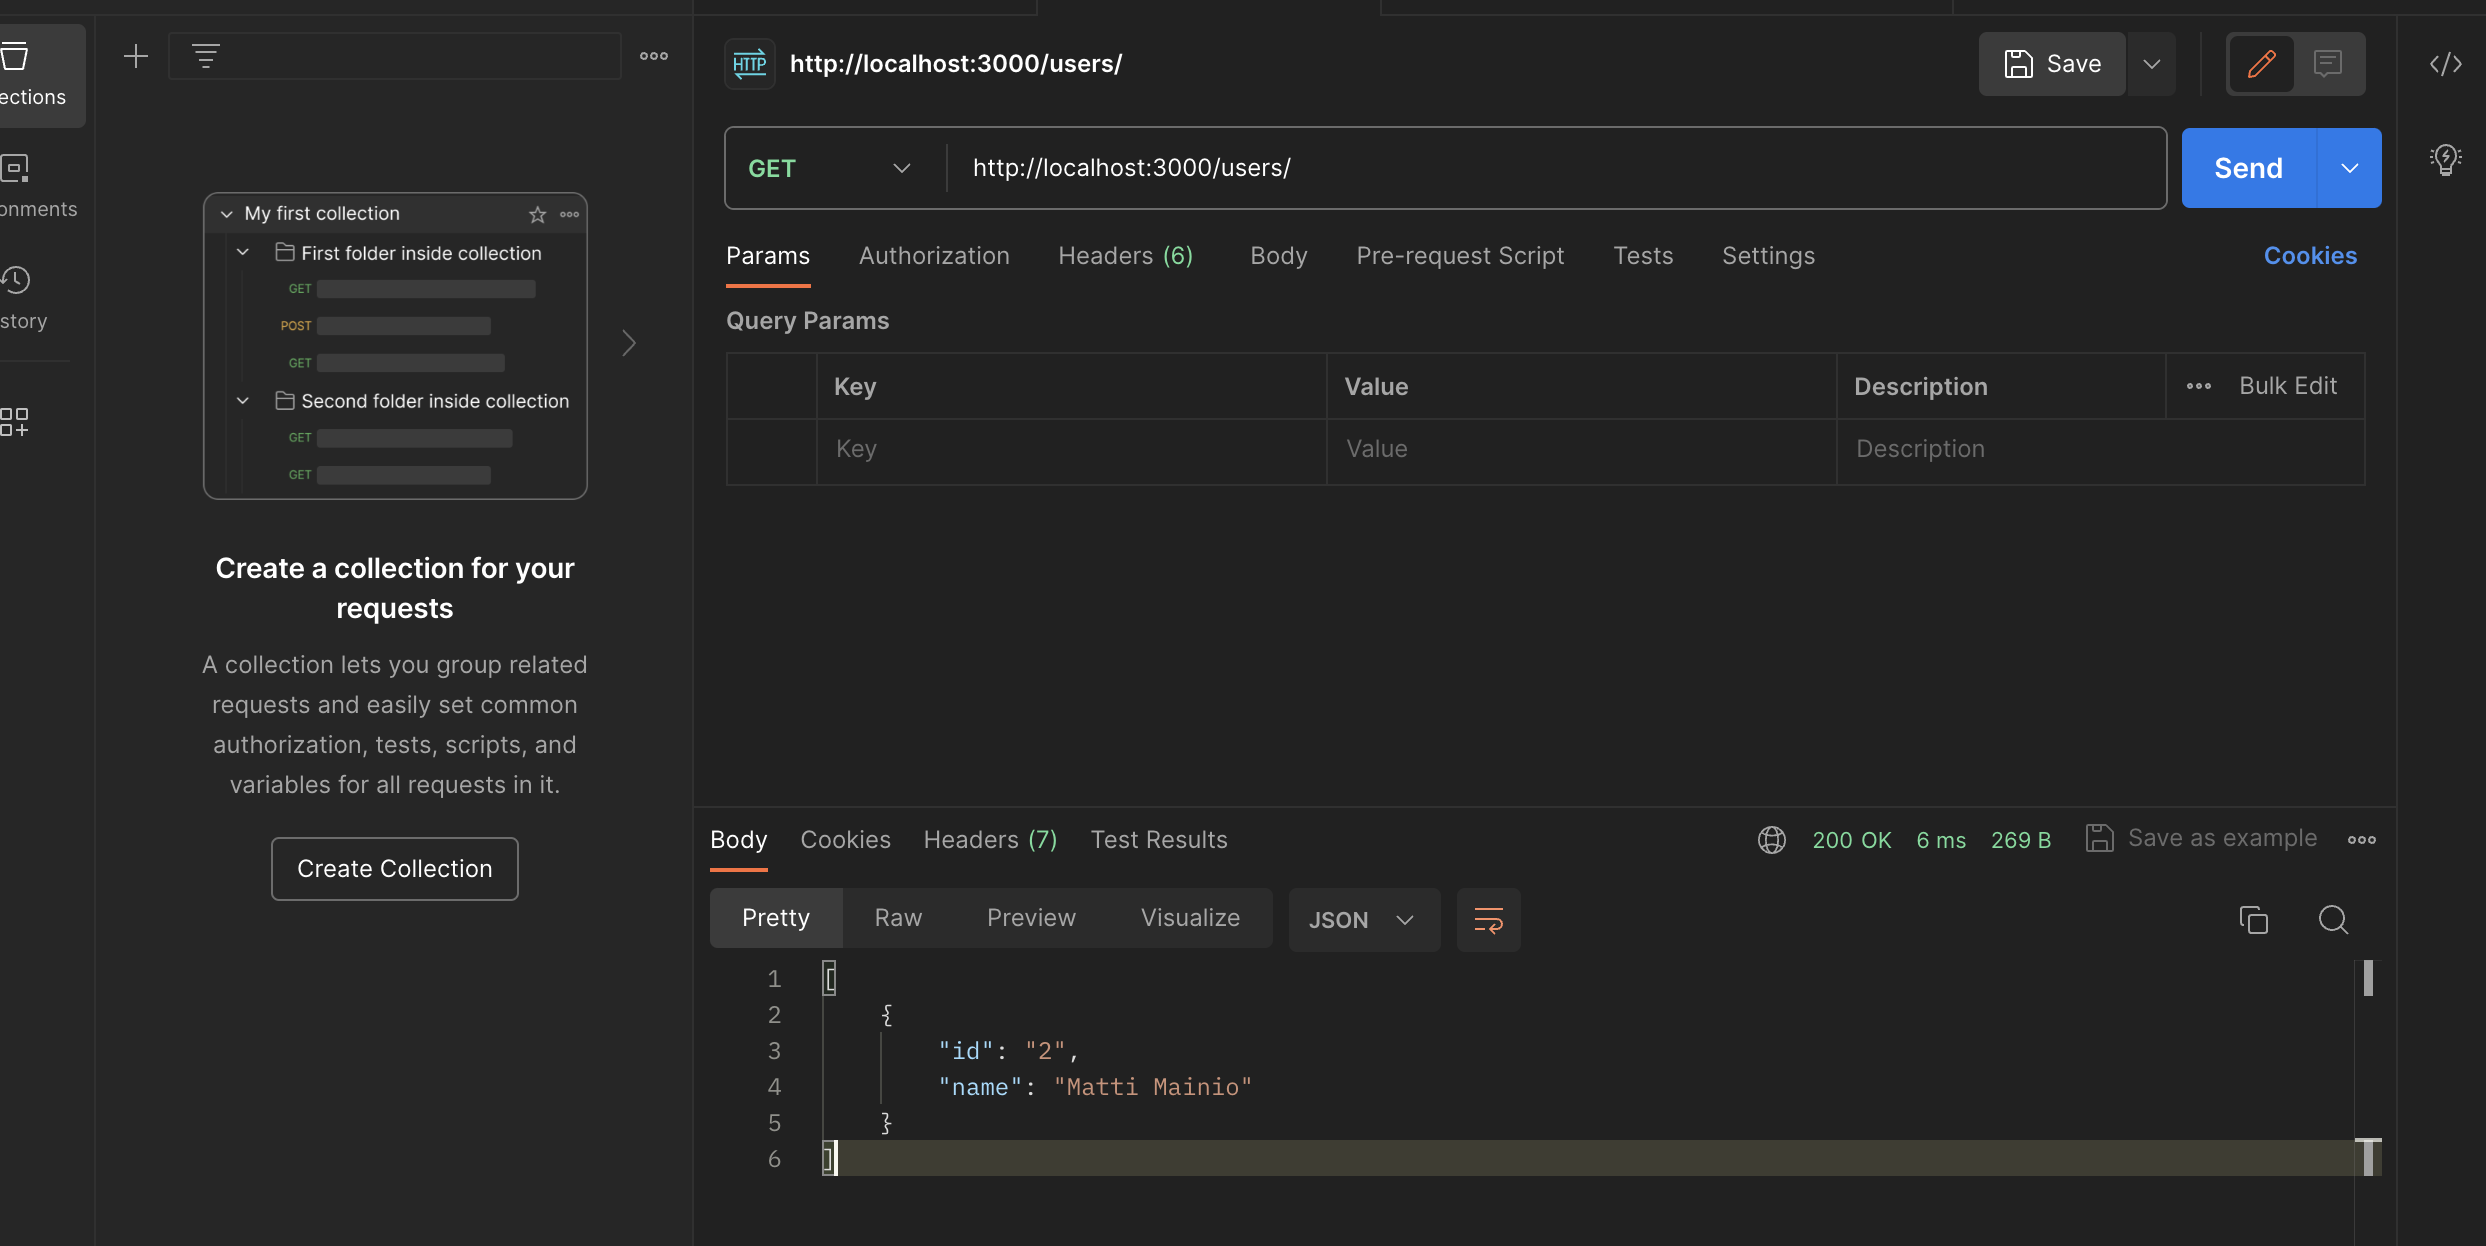 ections
onments
story
My first collection
First folder inside collection
GET
POST
GET
Second folder inside collection
GET
GET
Create a collection for your
requests
A collection lets you group related
requests and easily set common
authorization, tests, scripts, and
variables for all requests in it.
Create Collection
HTTP http://localhost:3000/users/
Save
GET http://localhost:3000/users/
Send
Params Authorization Headers (6) Body Pre-request Script Tests Settings Cookies
Query Params
Key Value Description Bulk Edit
Key Value Description
Body Cookies Headers (7) Test Results 200 OK 6 ms 269 B Save as example
Pretty Raw Preview Visualize JSON
1 [
2 {
3 "id": "2",
4 "name": "Matti Mainio"
5 }
6 ]